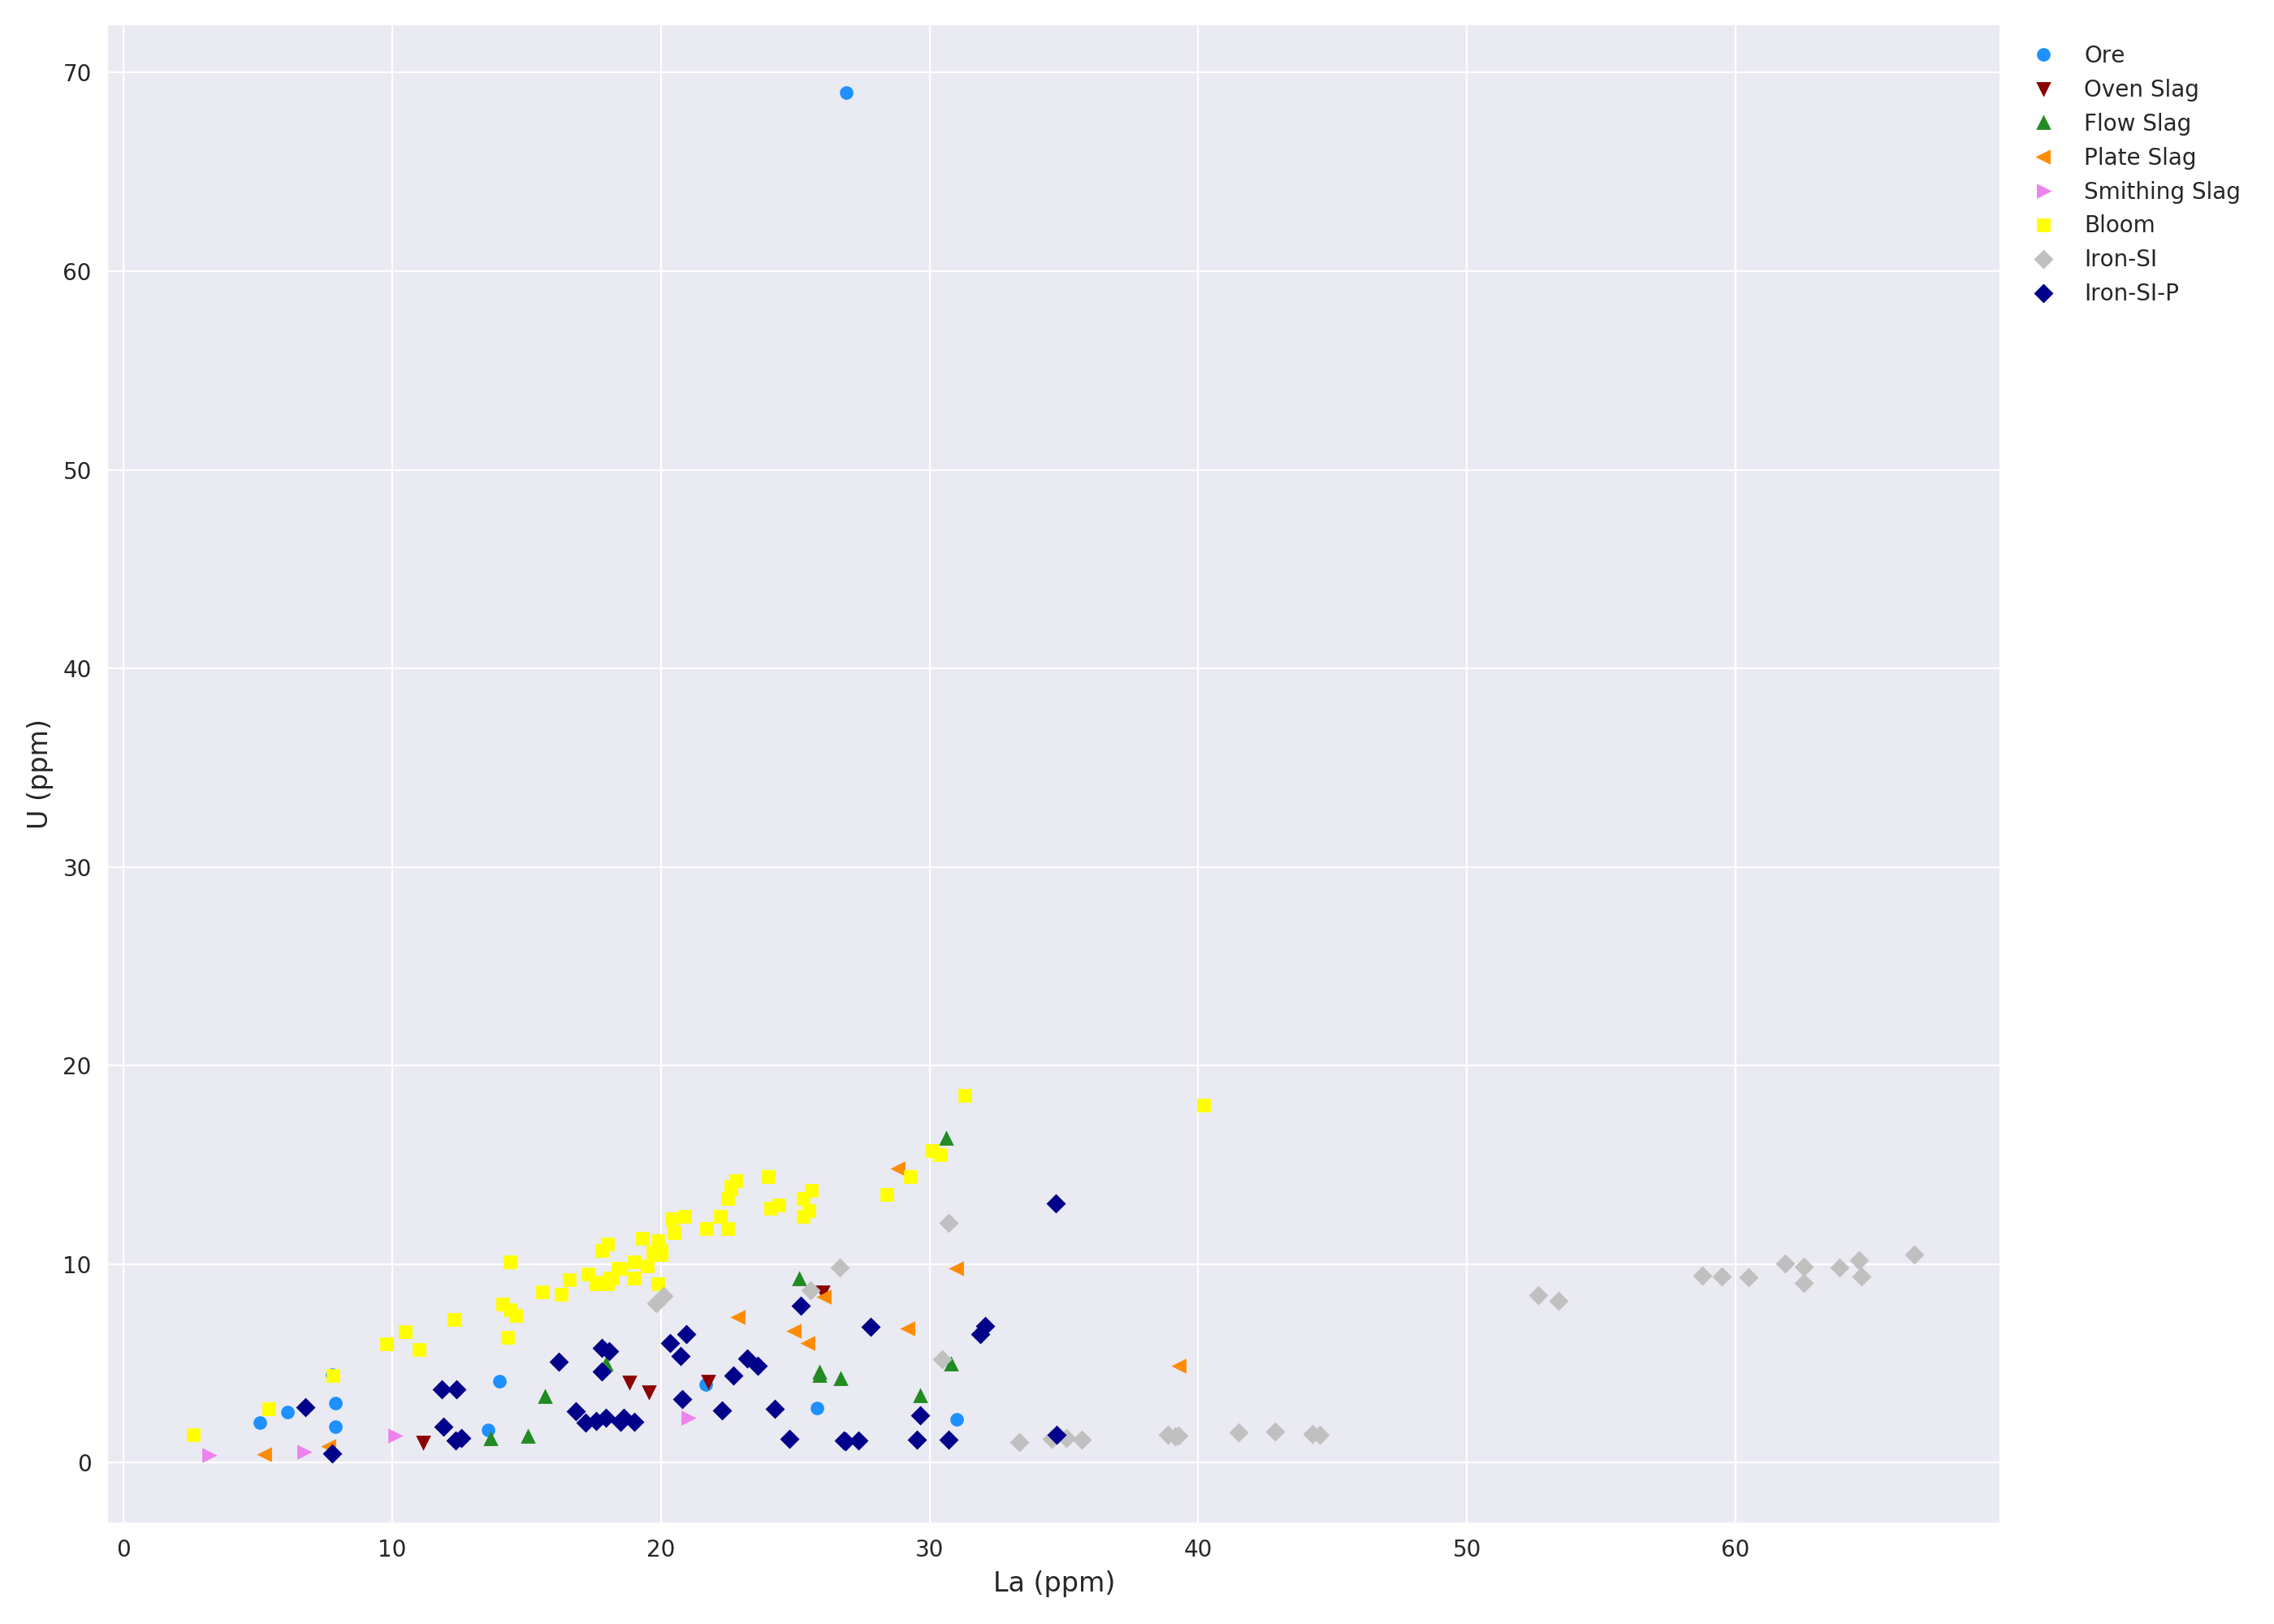 70
60
50
40
30
20
10
0
U (ppm)
0 10 20 30 40 50 60
La (ppm)
Ore
Oven Slag
Flow Slag
Plate Slag
Smithing Slag
Bloom
Iron-SI
Iron-SI-P